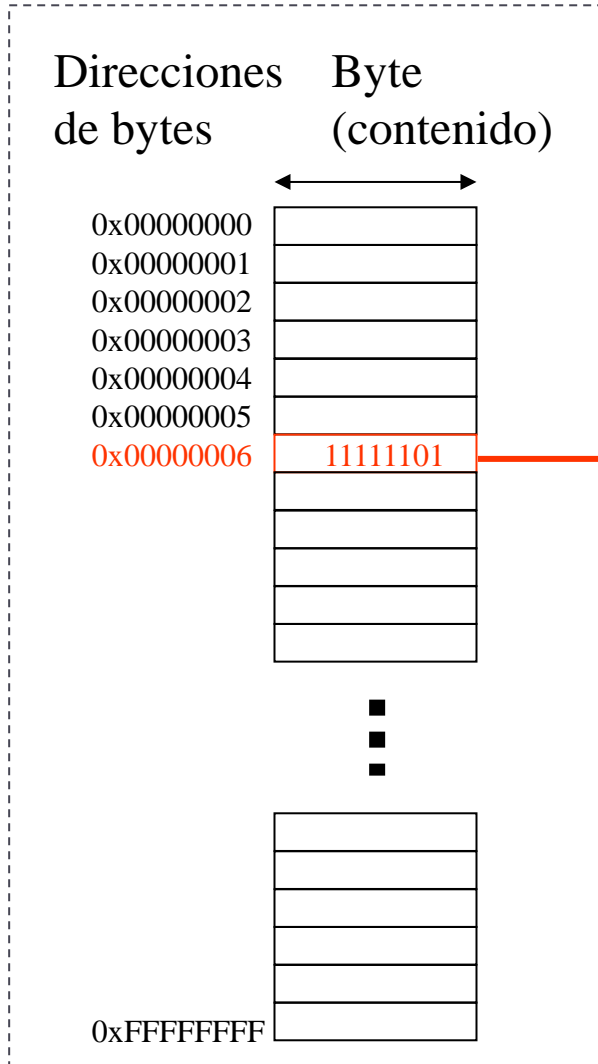 Direcciones Byte
de bytes (contenido)
0x00000000
0x00000001
0x00000002
0x00000003
0x00000004
0x00000005
0x00000006 11111101
0xFFFFFFFF